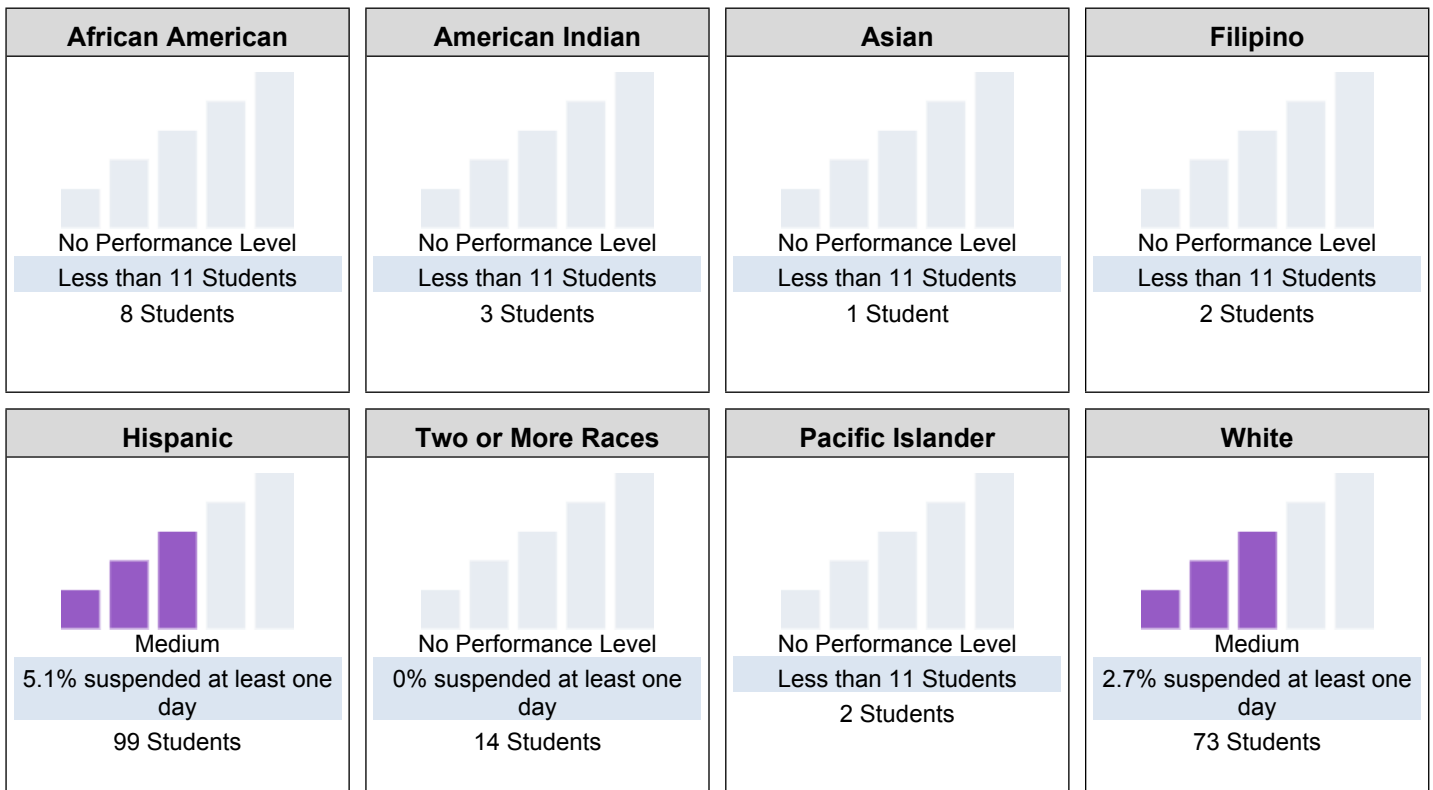 African American
No Performance Level
Less than 11 Students
8 Students
American Indian
No Performance Level
Less than 11 Students
3 Students
Asian
No Performance Level
Less than 11 Students
1 Student
Filipino
No Performance Level
Less than 11 Students
2 Students
Hispanic
Medium
5.1% suspended at least one
day
99 Students
Two or More Races
No Performance Level
0% suspended at least one
day
14 Students
Pacific Islander
No Performance Level
Less than 11 Students
2 Students
White
Medium
2.7% suspended at least one
day
73 Students